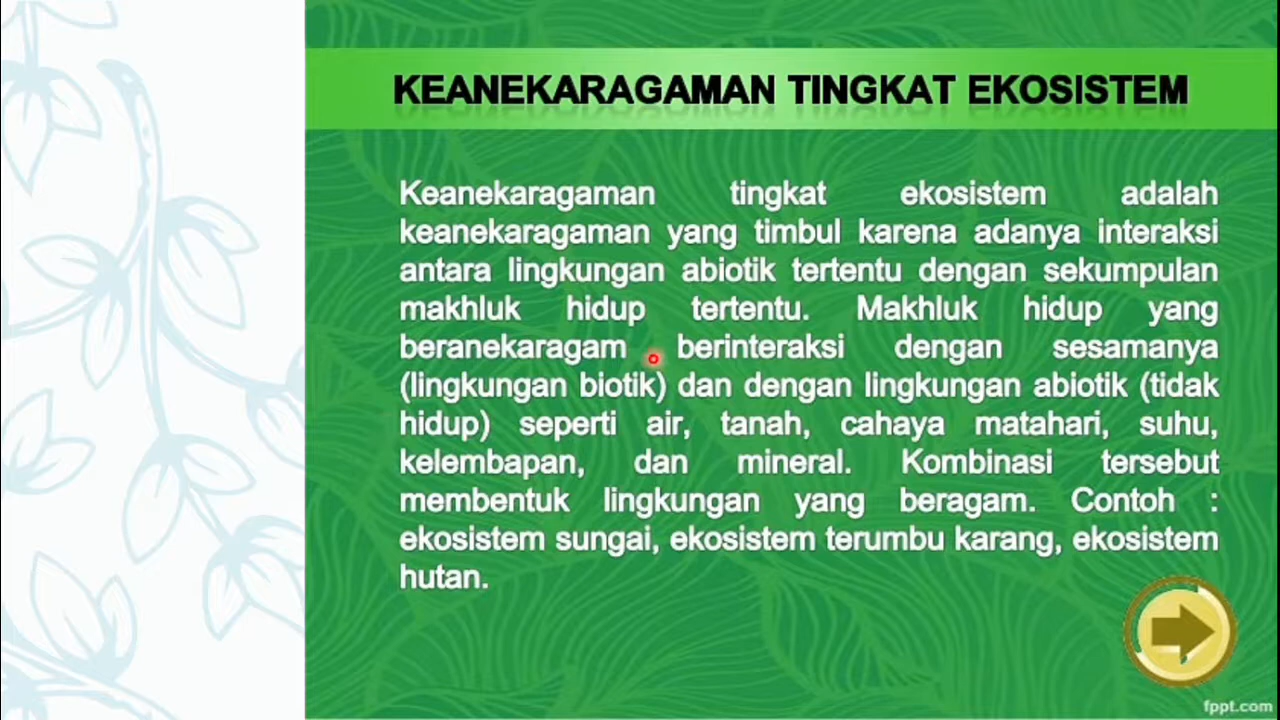 KEANEKARAGAMAN TINGKAT EKOSISTEM
Keanekaragaman tingkat ekosistem adalah
keanekaragaman yang timbul karena adanya interaksi
antara lingkungan abiotik tertentu dengan sekumpulan
makhluk hidup tertentu. Makhluk hidup yang
beranekaragam berinteraksi dengan sesamanya
(lingkungan biotik) dan dengan lingkungan abiotik (tidak
hidup) seperti air, tanah, cahaya matahari, suhu,
kelembapan, dan mineral. Kombinasi tersebut
membentuk lingkungan yang beragam. Contoh :
ekosistem sungai, ekosistem terumbu karang, ekosistem
hutan.
fppt.com